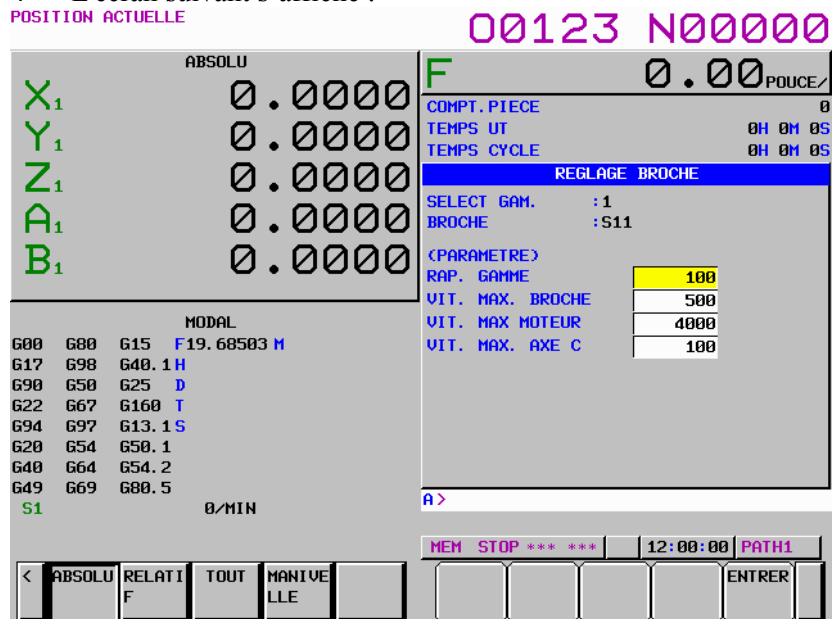 POSITION ACTUELLE
O0123 N00000
ABSOLU
X1 0.0000
Y1 0.0000
Z1 0.0000
A1 0.0000
B1 0.0000
F 0.00 POUCE/
COMPT.PIECE 0
TEMPS UT 0H 0M 0S
TEMPS CYCLE 0H 0M 0S
REGLAGE BROCHE
SELECT GAM. :1
BROCHE :S11
(PARAMETRE)
RAP. GAMME 100
VIT. MAX. BROCHE 500
VIT. MAX MOTEUR 4000
VIT. MAX. AXE C 100
MODAL
G00 G80 G15 F19.68503 M
G17 G98 G40.1 H
G90 G50 G25 D
G22 G67 G160 T
G94 G97 G13.1 S
G20 G54 G50.1
G40 G64 G54.2
G49 G69 G80.5
S1 0/MIN
A>
MEM STOP *** *** 12:00:00 PATH1
< ABSOLU RELATI
F TOUT MANIVE
LLE ENTRER